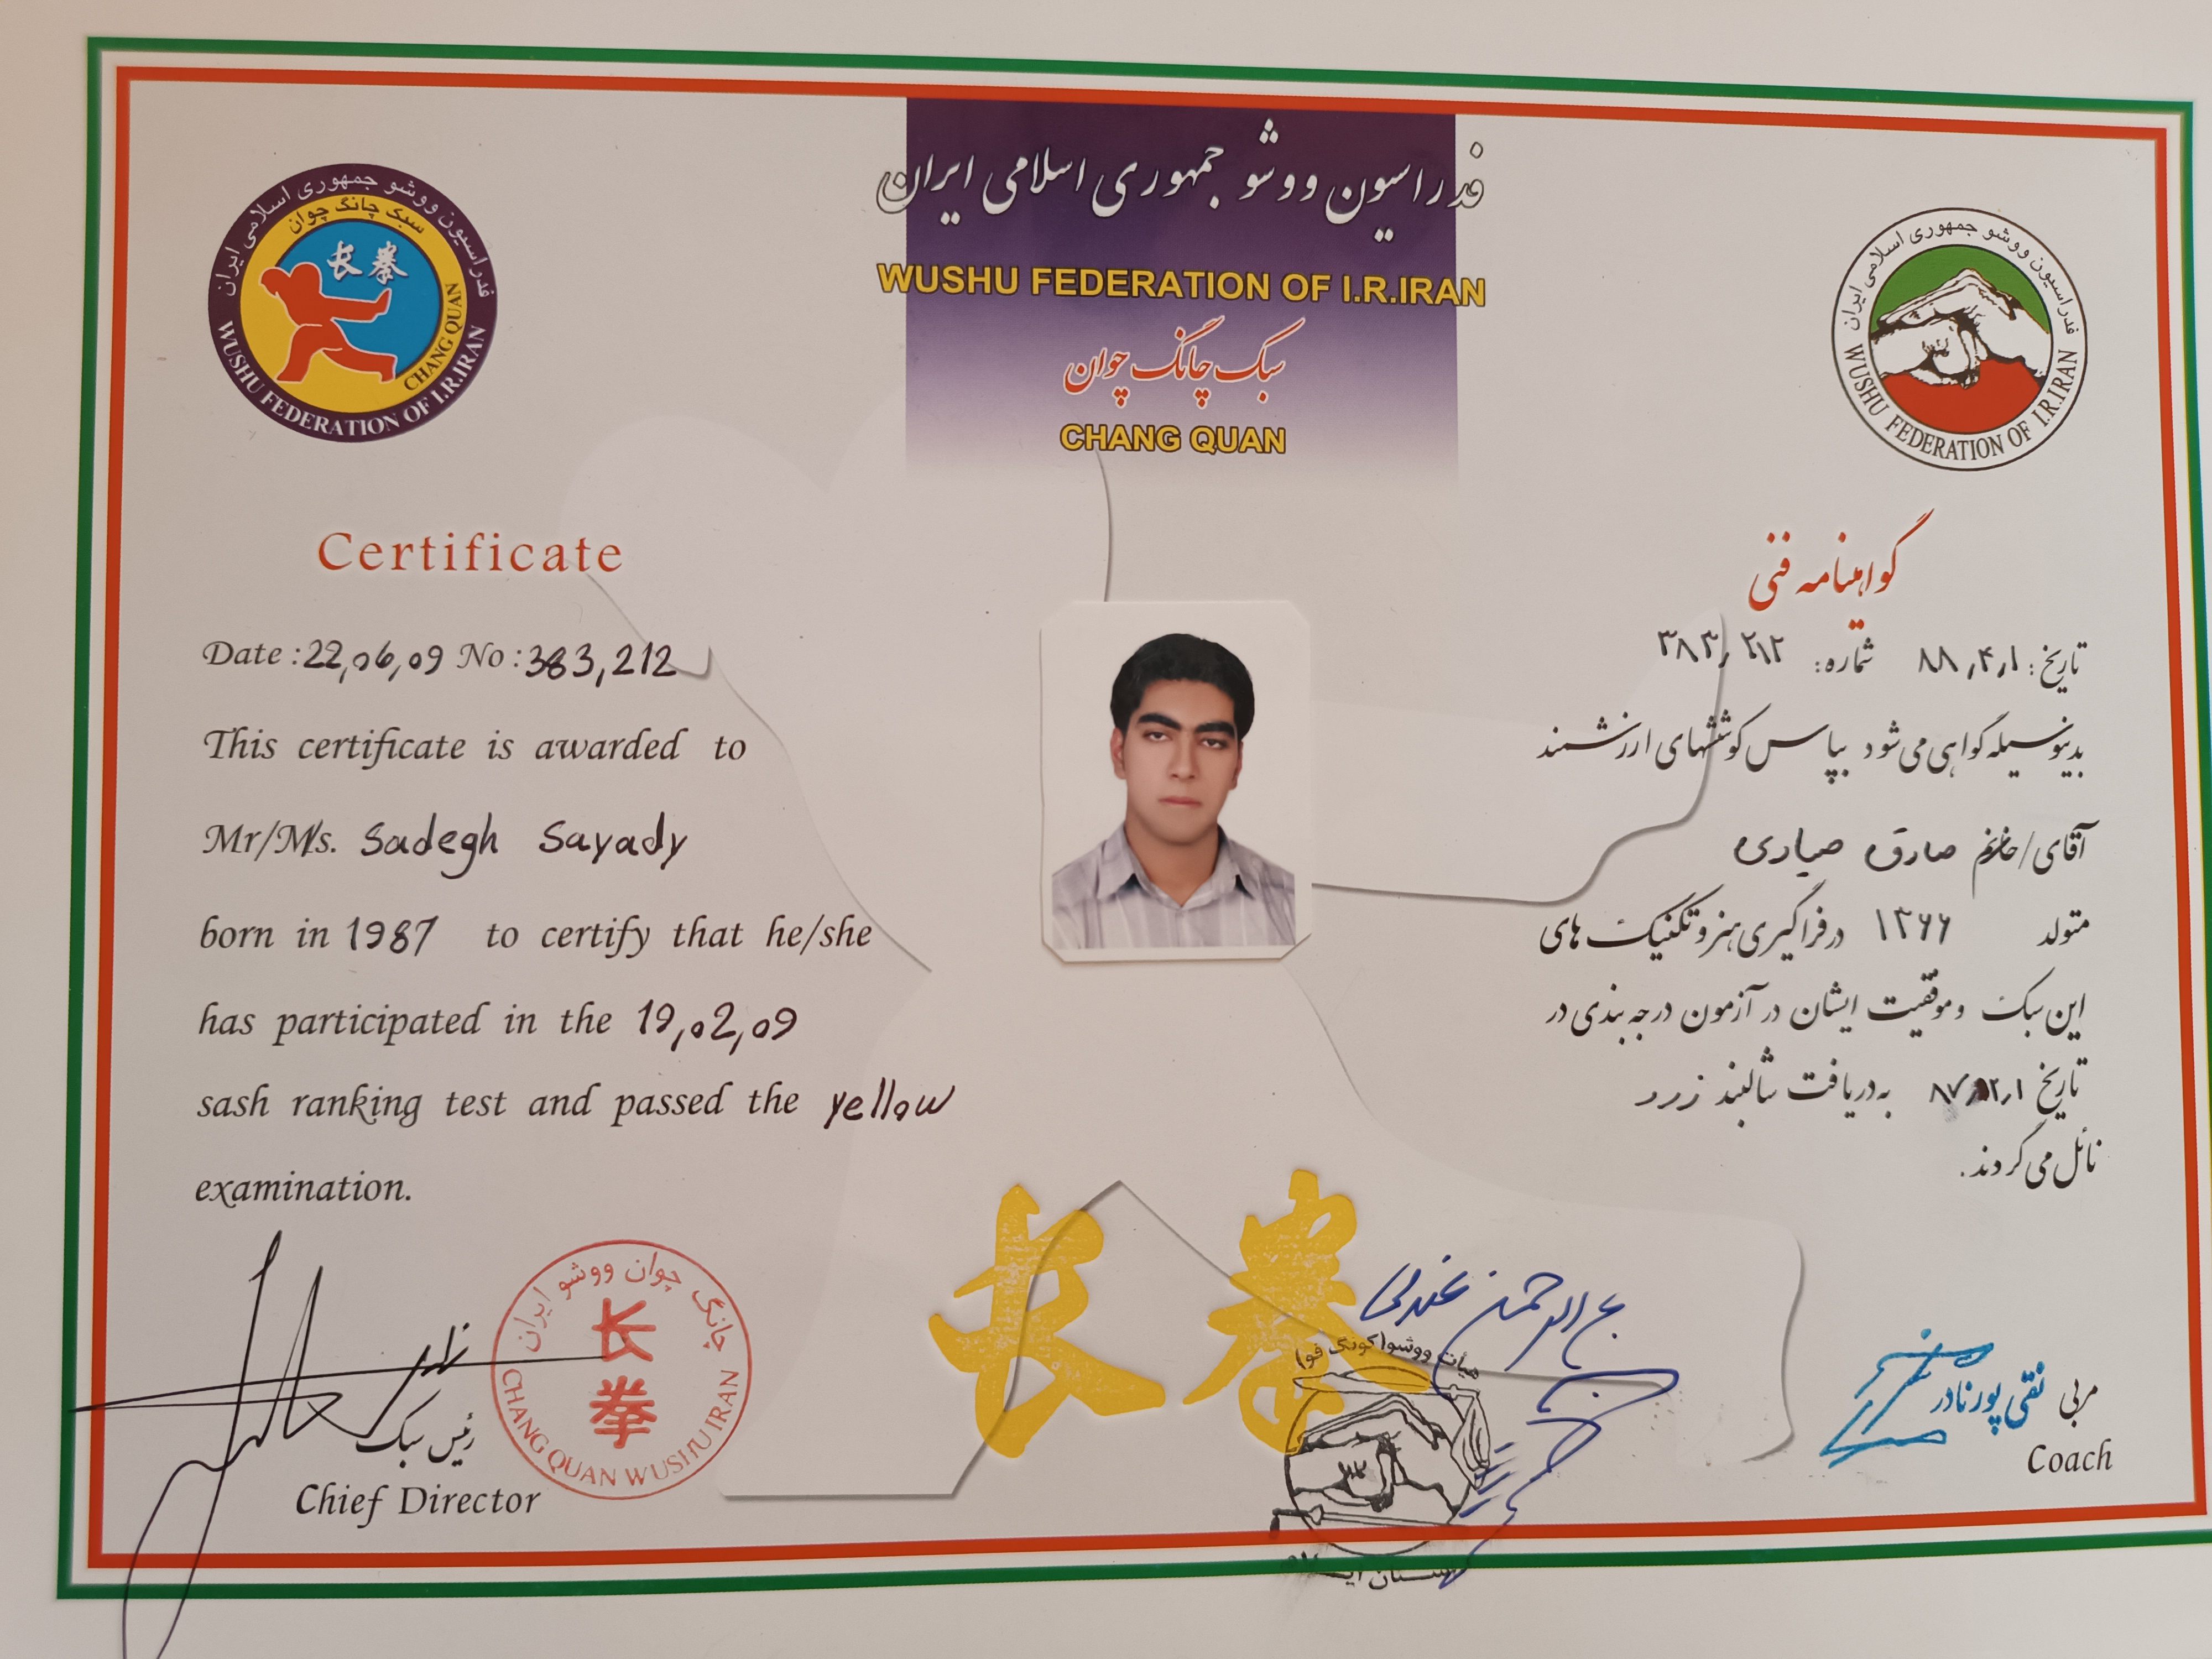 فدراسیون ووشو جمهوری اسلامی ایران
WUSHU FEDERATION OF I.R.IRAN
سبک چانگ چوان
CHANG QUAN
فدراسیون ووشو جمهوری اسلامی ایران
سبک چانگ چوان
长拳
CHANG QUAN
WUSHU FEDERATION OF I.R.IRAN
فدراسیون ووشو جمهوری اسلامی ایران
WUSHU FEDERATION OF I.R.IRAN
Certificate
Date : 22,06,09 No : 383,212
This certificate is awarded to
Mr/Ms. Sadegh Sayady
born in 1987 to certify that he/she
has participated in the 19,02,09
sash ranking test and passed the yellow
examination.
گواهینامه فنی
تاریخ : ۸۸,۴,۱ شماره : ۳۸۳,۲۱۲
بدینوسیله گواهی می شود بپاس کوششهای ارزشمند
آقای/خانم صادق صیادی
متولد ۱۳۶۶ در فراگیری هنر و تکنیک های
این سبک و موفقیت ایشان در آزمون درجه بندی در
تاریخ ۸۷,۱۲,۱ به دریافت شالبند زرد
نائل می گردند.
رئیس سبک
Chief Director
چانگ چوان ووشو ایران
长拳
CHANG QUAN WUSHU IRAN
长拳
هیأت ووشو (کونگ فو)
مربی نقی پورنادر
Coach